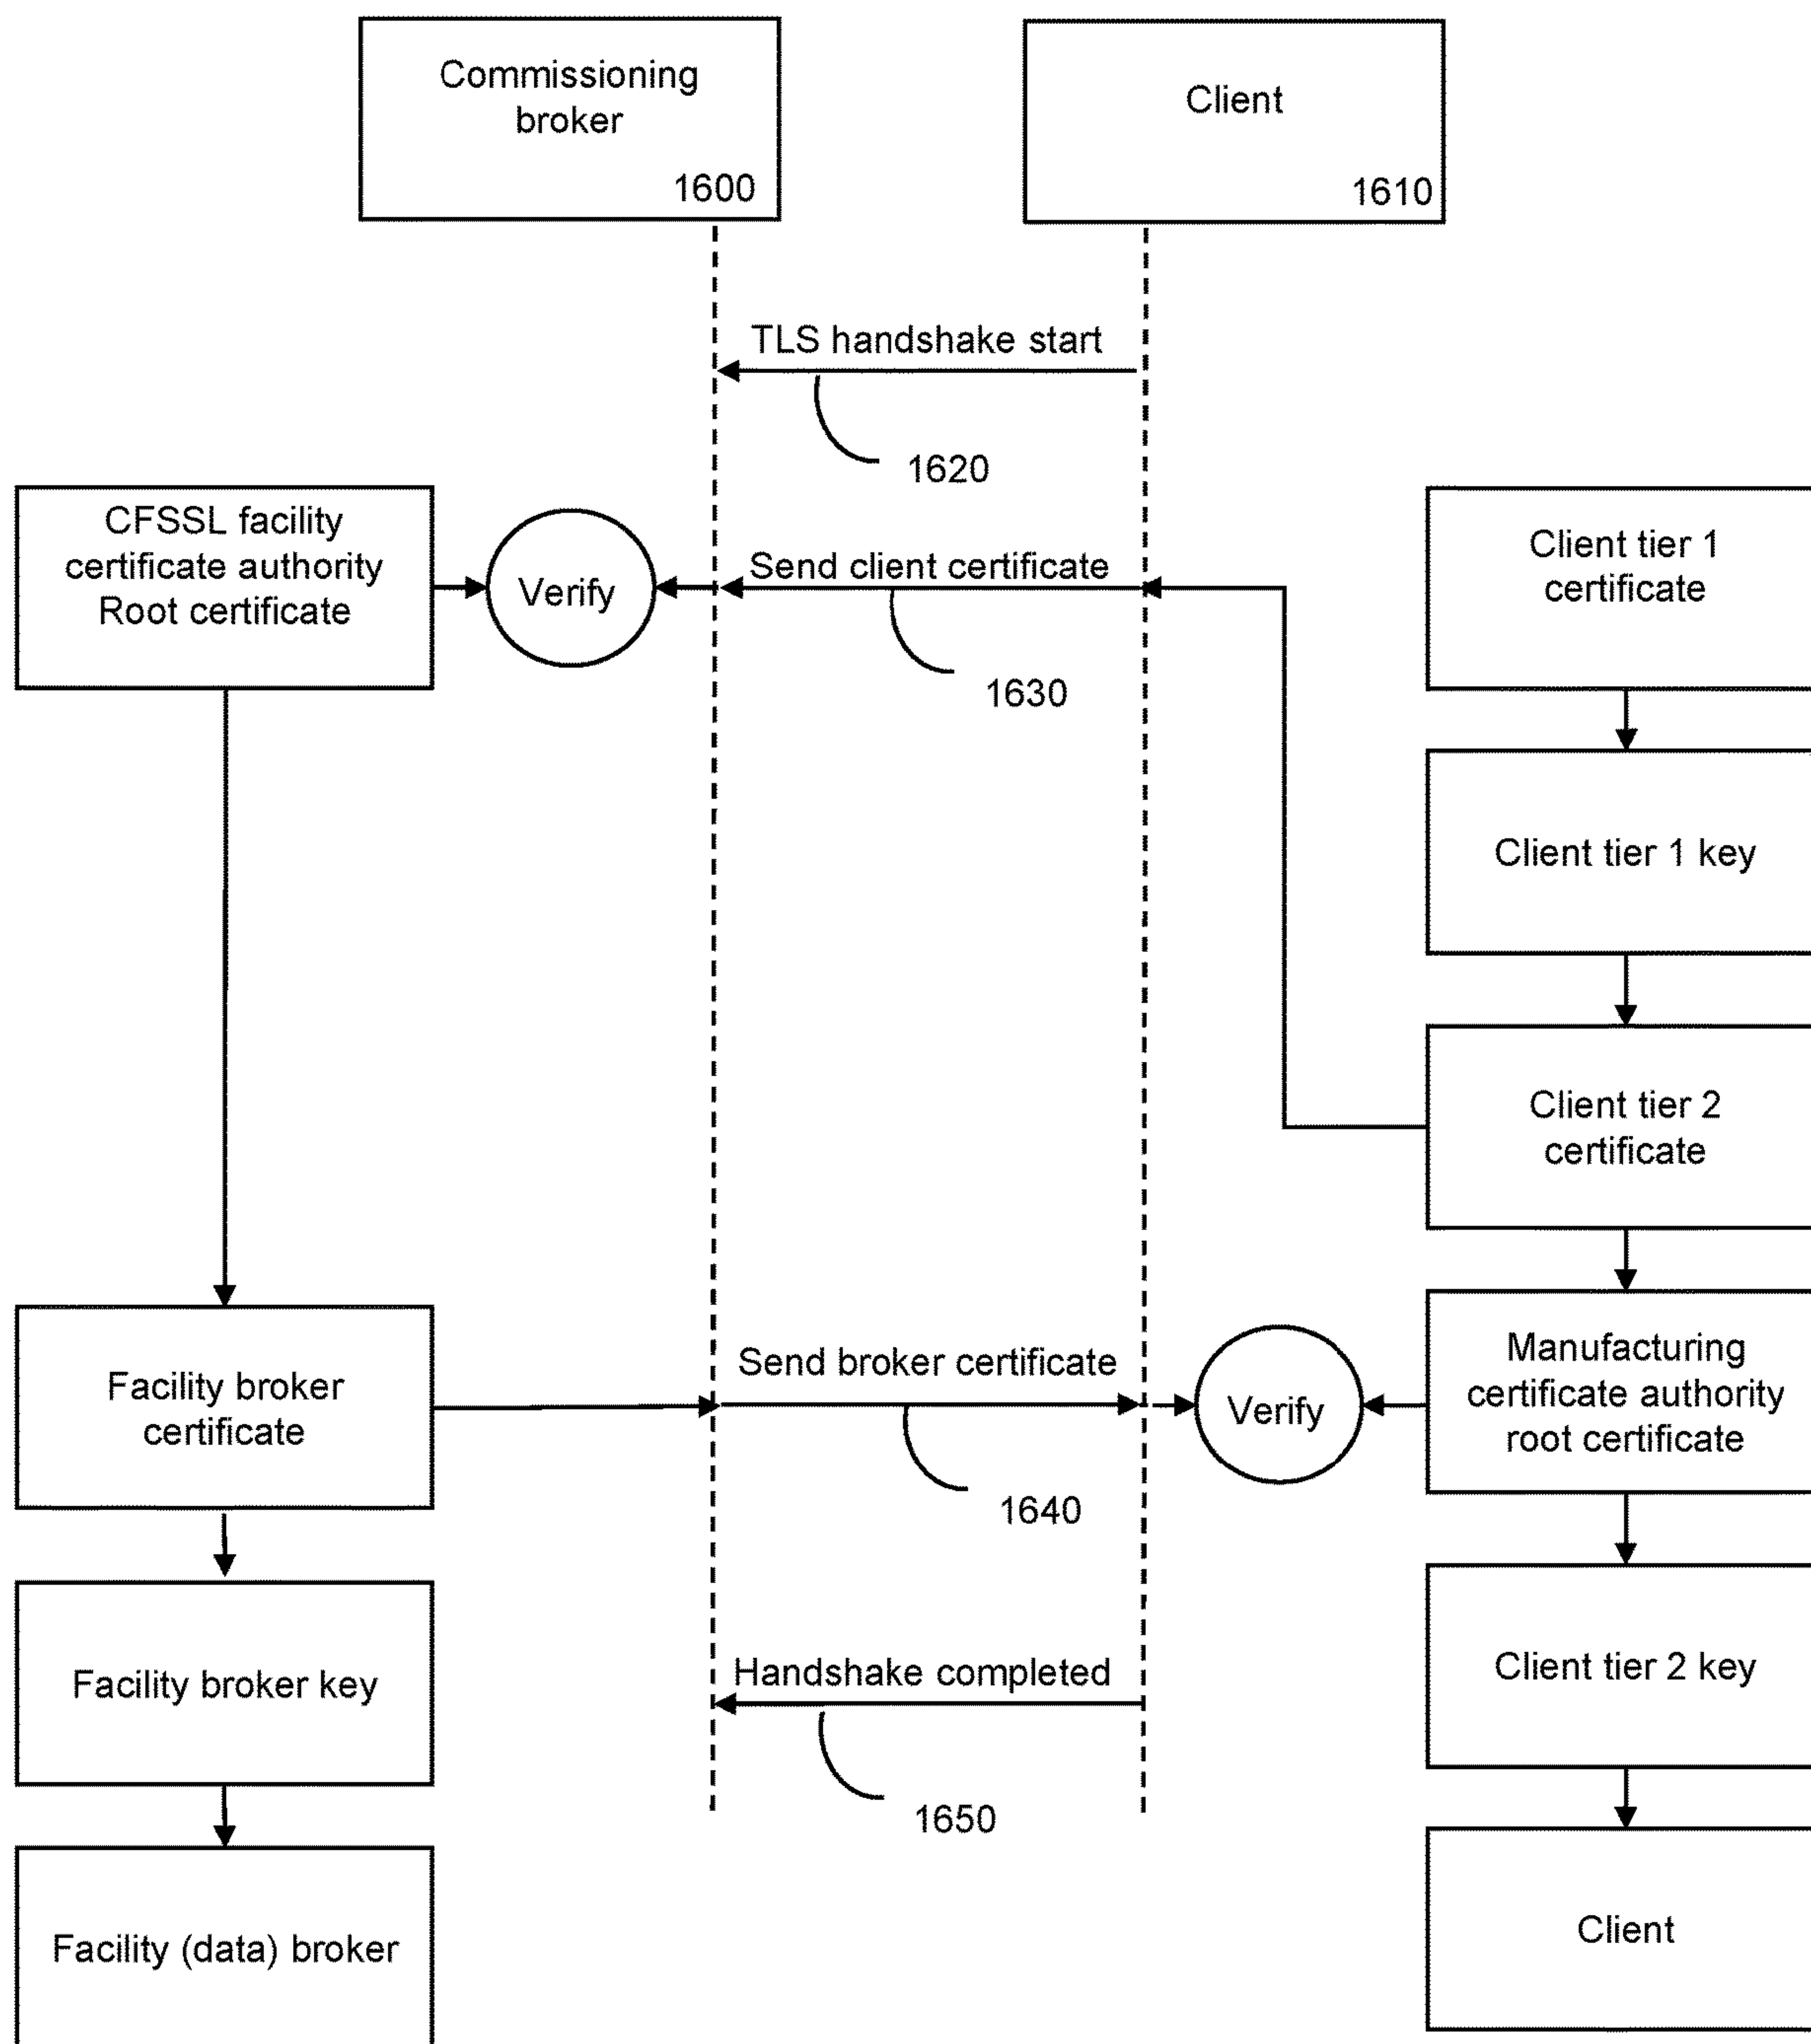 Commissioning
broker
1600
Client
1610
TLS handshake start
1620
CFSSL facility
certificate authority
Root certificate
Verify
Send client certificate
1630
Client tier 1
certificate
Client tier 1 key
Client tier 2
certificate
Facility broker
certificate
Send broker certificate
1640
Verify
Manufacturing
certificate authority
root certificate
Facility broker key
Handshake completed
1650
Client tier 2 key
Facility (data) broker
Client